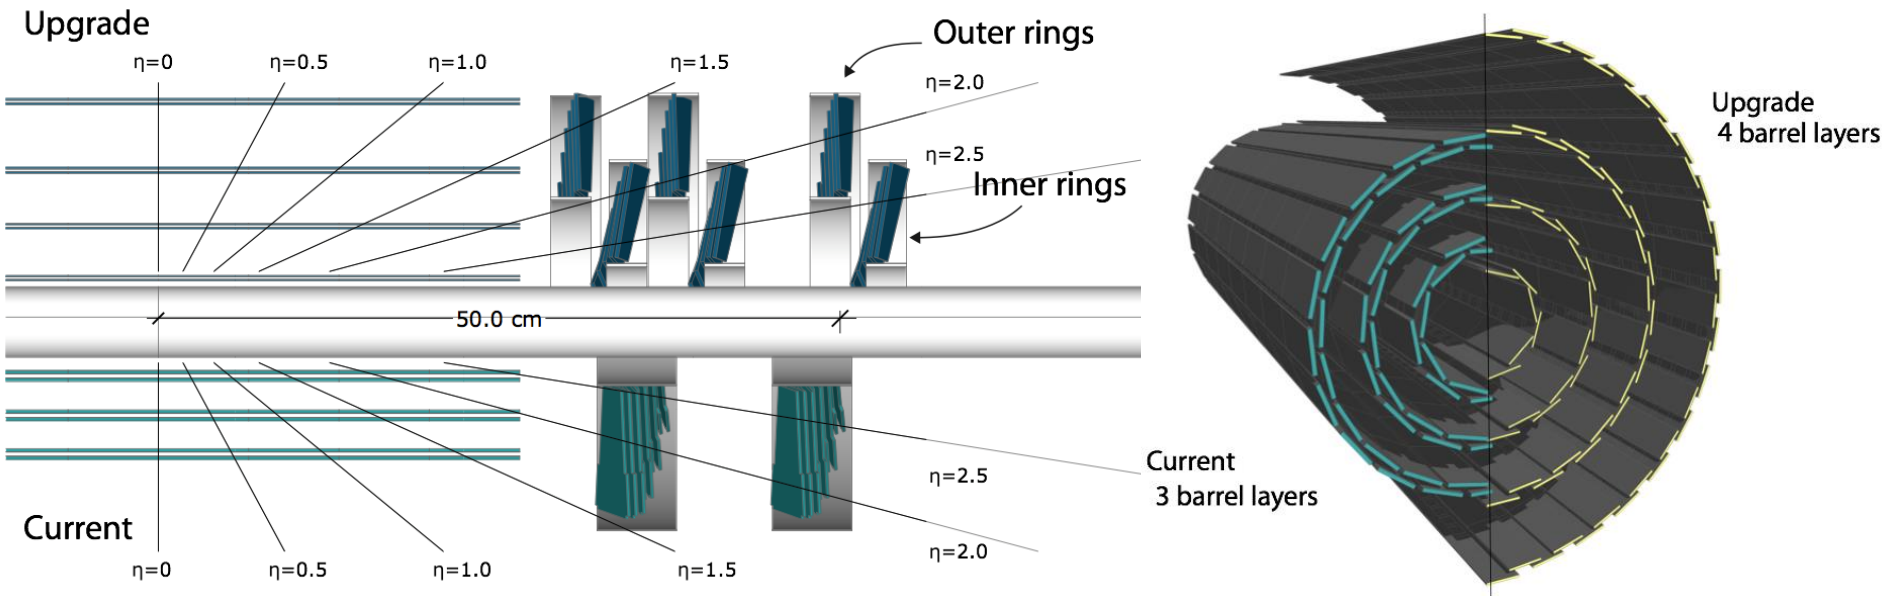 Upgrade
η=0
η=0.5
η=1.0
η=1.5
Outer rings
η=2.0
η=2.5
Inner rings
50.0 cm
η=2.5
η=2.0
Current
η=0
η=0.5
η=1.0
η=1.5
Upgrade
4 barrel layers
Current
3 barrel layers